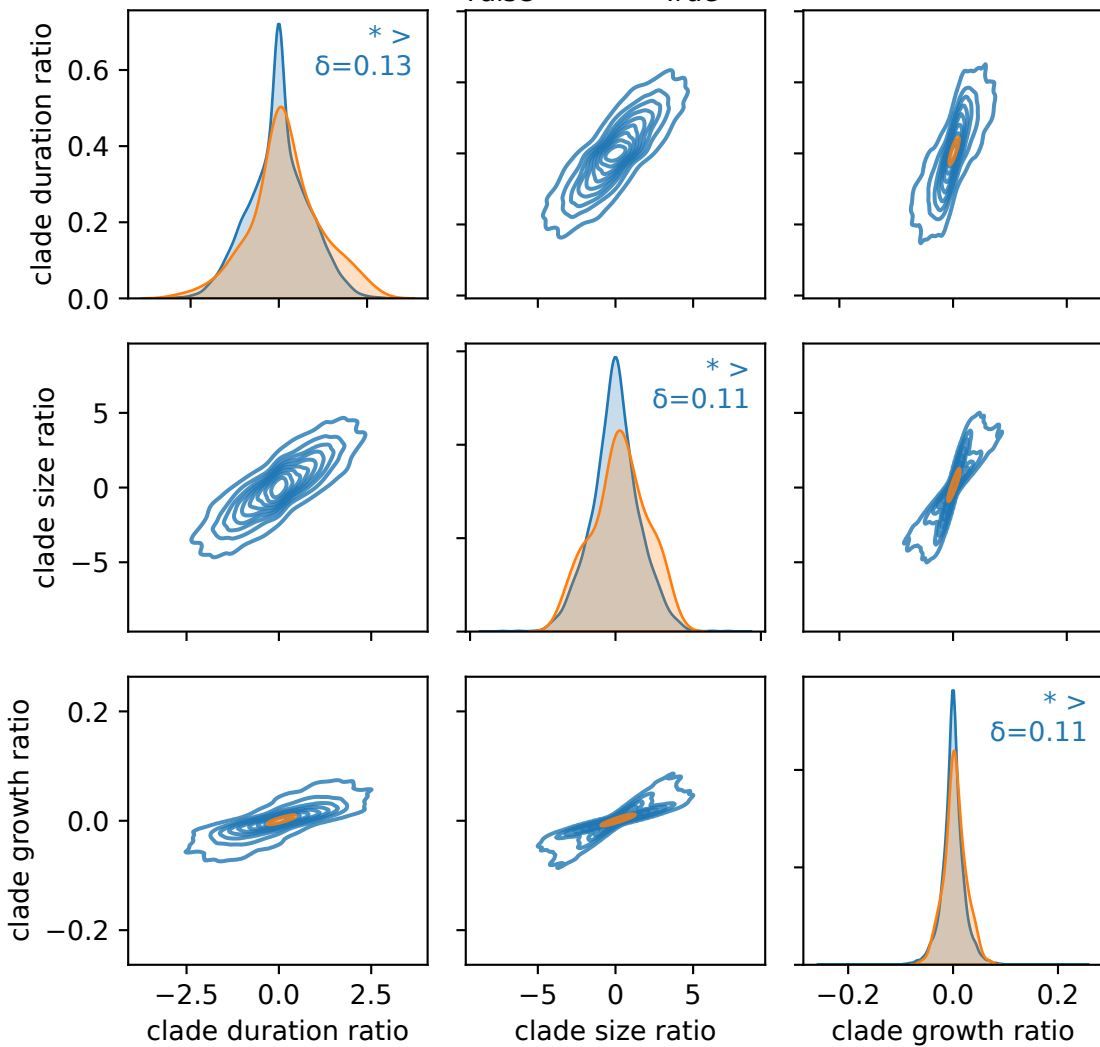 clade duration ratio
0.6
0.4
0.2
0.0
* >
δ=0.13
clade size ratio
5
0
−5
* >
δ=0.11
clade growth ratio
0.2
0.0
−0.2
* >
δ=0.11
−2.5 0.0 2.5
−5 0 5
−0.2 0.0 0.2
clade duration ratio
clade size ratio
clade growth ratio